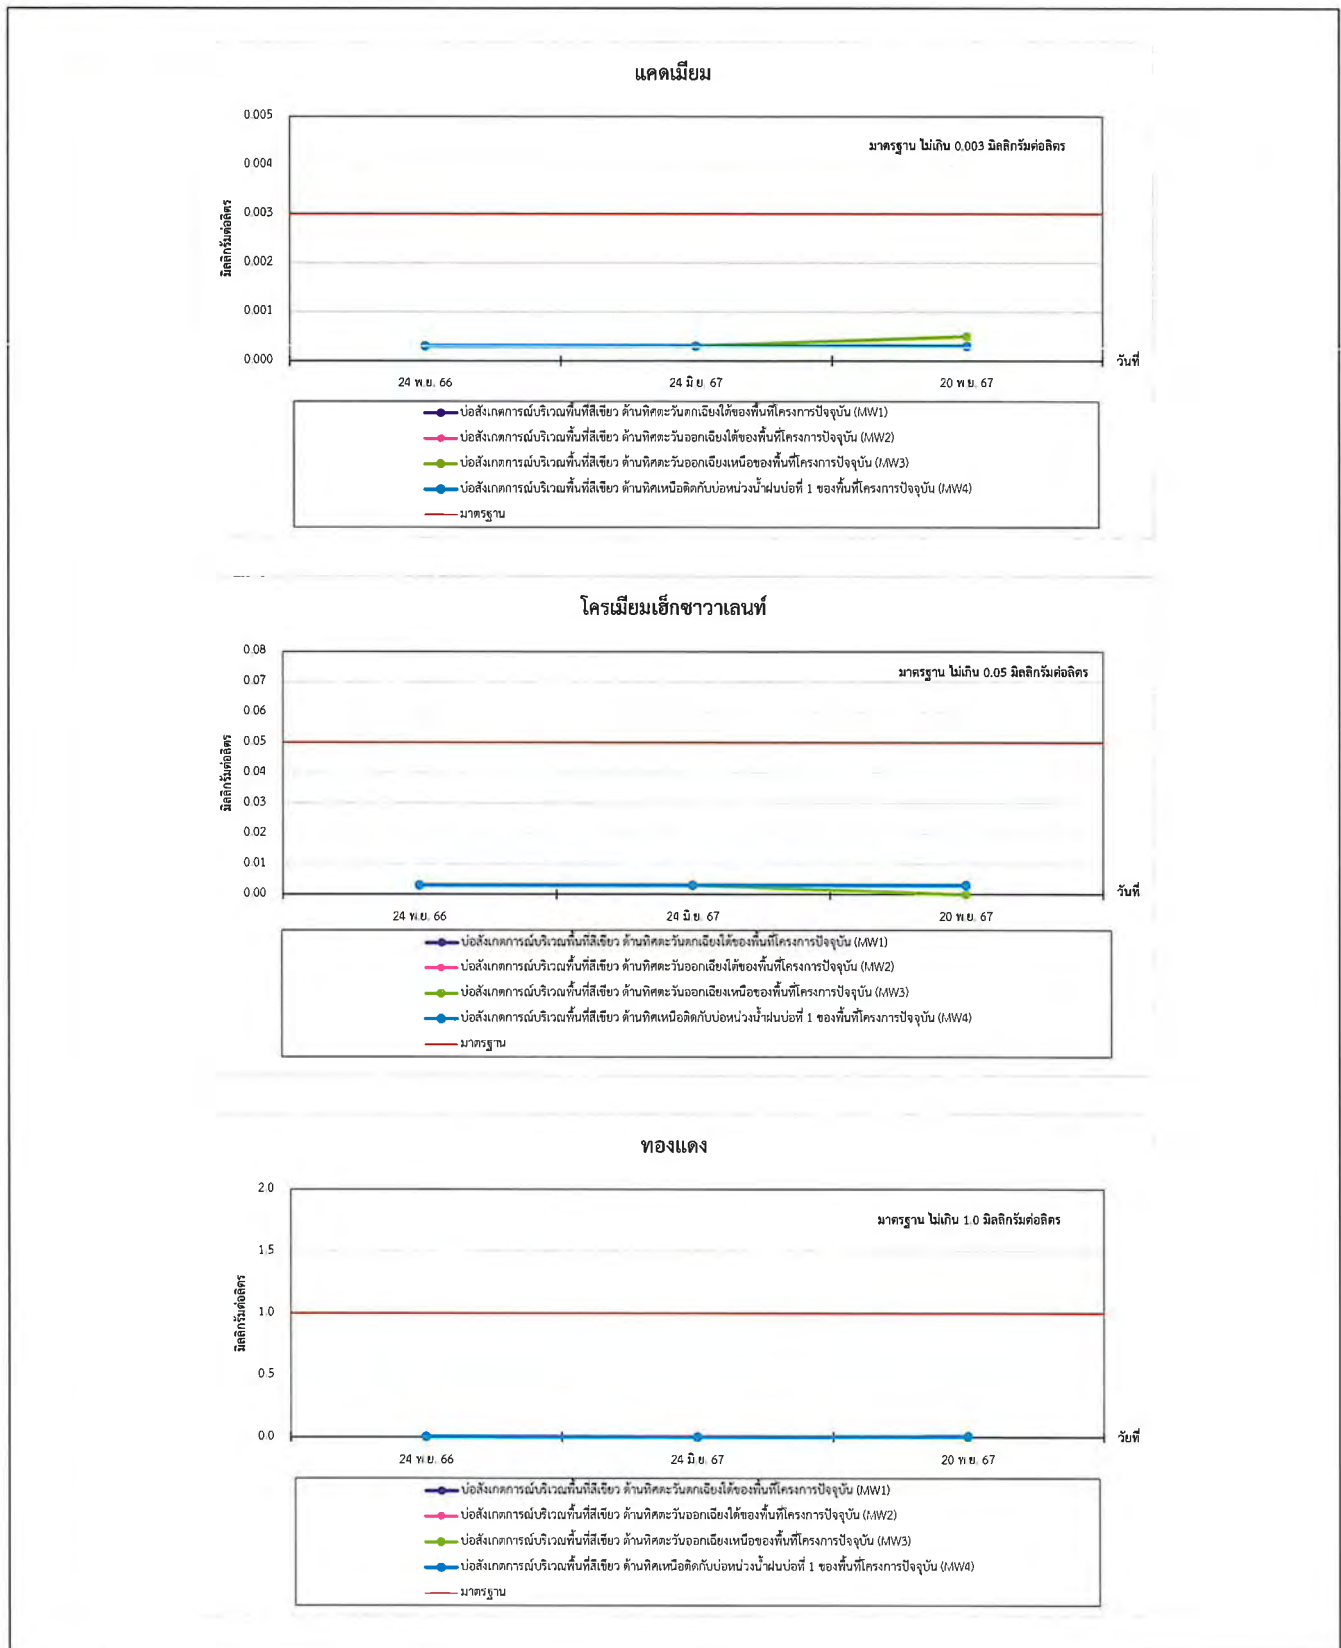 แคดเมียม
0.005
มาตรฐาน ไม่เกิน 0.003 มิลลิกรัมต่อลิตร
0.004
0.003
มิลลิกรัมต่อลิตร
0.002
0.001
0.000
วันที่
24 พ.ย. 66 24 มิ.ย. 67 20 พ.ย. 67
บ่อสังเกตการณ์บริเวณพื้นที่สีเขียว ด้านทิศตะวันตกเฉียงใต้ของพื้นที่โครงการปัจจุบัน (MW1)
บ่อสังเกตการณ์บริเวณพื้นที่สีเขียว ด้านทิศตะวันออกเฉียงใต้ของพื้นที่โครงการปัจจุบัน (MW2)
บ่อสังเกตการณ์บริเวณพื้นที่สีเขียว ด้านทิศตะวันออกเฉียงเหนือของพื้นที่โครงการปัจจุบัน (MW3)
บ่อสังเกตการณ์บริเวณพื้นที่สีเขียว ด้านทิศเหนือติดกับบ่อหน่วงน้ำฝนบ่อที่ 1 ของพื้นที่โครงการปัจจุบัน (MW4)
มาตรฐาน
โครเมียมเฮ็กซาวาเลนท์
0.08
มาตรฐาน ไม่เกิน 0.05 มิลลิกรัมต่อลิตร
0.07
0.06
0.05
มิลลิกรัมต่อลิตร
0.04
0.03
0.02
0.01
0.00
วันที่
24 พ.ย. 66 24 มิ.ย. 67 20 พ.ย. 67
บ่อสังเกตการณ์บริเวณพื้นที่สีเขียว ด้านทิศตะวันตกเฉียงใต้ของพื้นที่โครงการปัจจุบัน (MW1)
บ่อสังเกตการณ์บริเวณพื้นที่สีเขียว ด้านทิศตะวันออกเฉียงใต้ของพื้นที่โครงการปัจจุบัน (MW2)
บ่อสังเกตการณ์บริเวณพื้นที่สีเขียว ด้านทิศตะวันออกเฉียงเหนือของพื้นที่โครงการปัจจุบัน (MW3)
บ่อสังเกตการณ์บริเวณพื้นที่สีเขียว ด้านทิศเหนือติดกับบ่อหน่วงน้ำฝนบ่อที่ 1 ของพื้นที่โครงการปัจจุบัน (MW4)
มาตรฐาน
ทองแดง
2.0
มาตรฐาน ไม่เกิน 1.0 มิลลิกรัมต่อลิตร
1.5
มิลลิกรัมต่อลิตร
1.0
0.5
0.0
วัยที่
24 พ.ย. 66 24 มิ.ย. 67 20 พ.ย. 67
บ่อสังเกตการณ์บริเวณพื้นที่สีเขียว ด้านทิศตะวันตกเฉียงใต้ของพื้นที่โครงการปัจจุบัน (MW1)
บ่อสังเกตการณ์บริเวณพื้นที่สีเขียว ด้านทิศตะวันออกเฉียงใต้ของพื้นที่โครงการปัจจุบัน (MW2)
บ่อสังเกตการณ์บริเวณพื้นที่สีเขียว ด้านทิศตะวันออกเฉียงเหนือของพื้นที่โครงการปัจจุบัน (MW3)
บ่อสังเกตการณ์บริเวณพื้นที่สีเขียว ด้านทิศเหนือติดกับบ่อหน่วงน้ำฝนบ่อที่ 1 ของพื้นที่โครงการปัจจุบัน (MW4)
มาตรฐาน